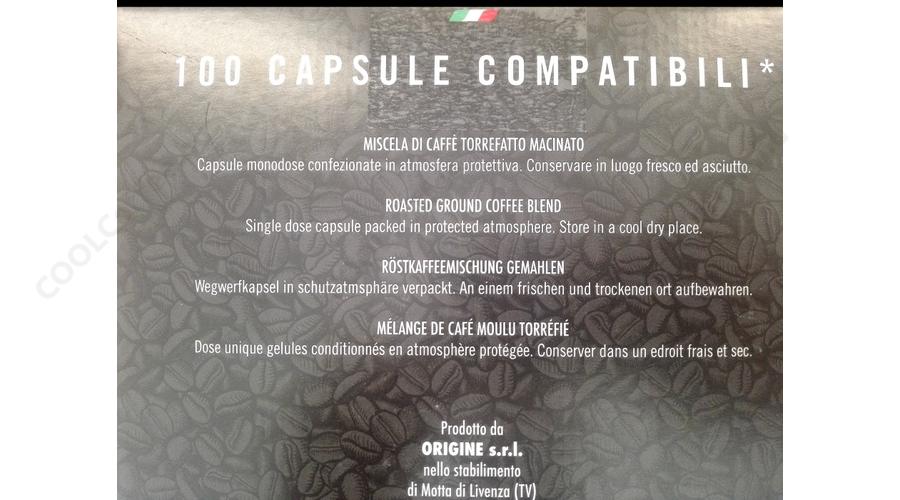 100 CAPSULE COMPATIBILI*
MISCELA DI CAFFÈ TORREFATTO MACINATO
Capsule monodose confezionate in atmosfera protettiva. Conservare in luogo fresco ed asciutto.
ROASTED GROUND COFFEE BLEND
Single dose capsule packed in protected atmosphere. Store in a cool dry place.
RÖSTKAFFEEMISCHUNG GEMAHLEN
Wegwerfkapsel in schutzatmsphäre verpackt. An einem frischen und trockenen ort aufbewahren.
MÉLANGE DE CAFÉ MOULU TORRÉFIÉ
Dose unique gelules conditionnés en atmosphère protégée. Conserver dans un edroit frais et sec.
Prodotto da
ORIGINE s.r.l.
nello stabilimento
di Motta di Livenza (TV)